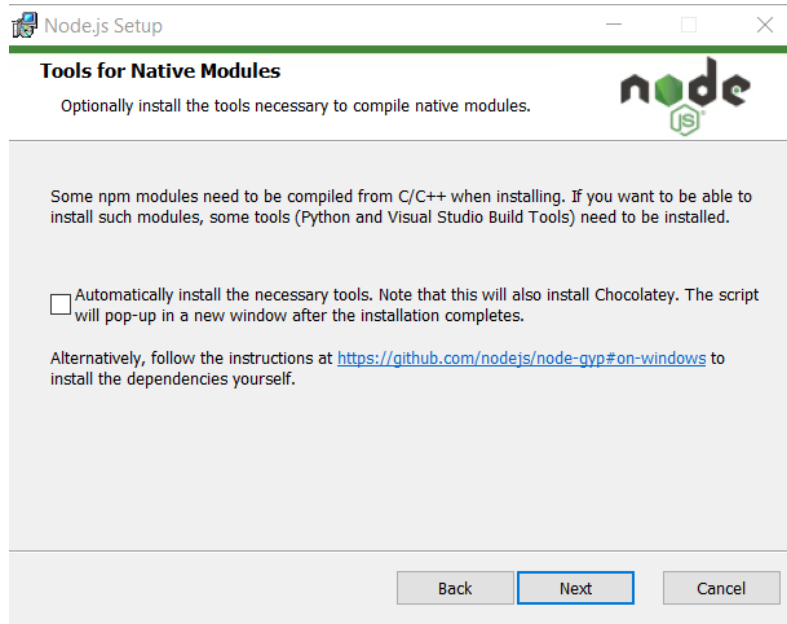 Node.js Setup
Tools for Native Modules
Optionally install the tools necessary to compile native modules.
node
JS
Some npm modules need to be compiled from C/C++ when installing. If you want to be able to
install such modules, some tools (Python and Visual Studio Build Tools) need to be installed.
Automatically install the necessary tools. Note that this will also install Chocolatey. The script
will pop-up in a new window after the installation completes.
Alternatively, follow the instructions at https://github.com/nodejs/node-gyp#on-windows to
install the dependencies yourself.
Back Next Cancel